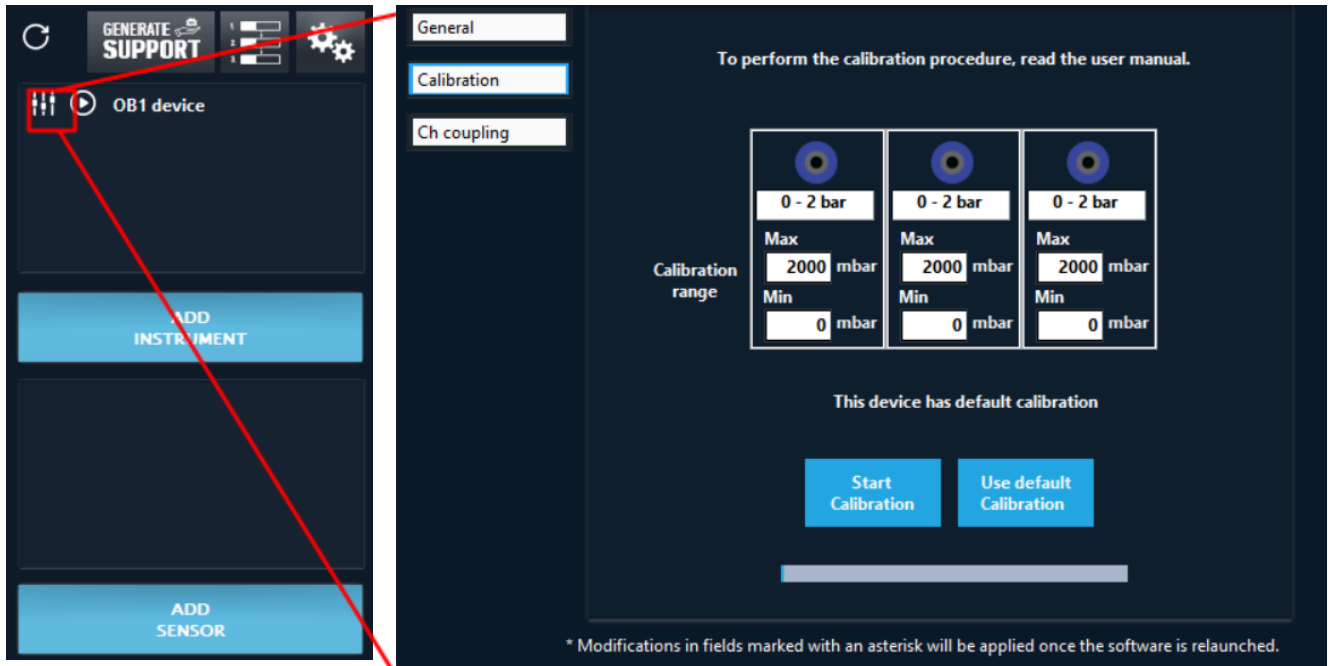 GENERATE
SUPPORT
1
2
3
OB1 device
ADD
INSTRUMENT
ADD
SENSOR
General
Calibration
Ch coupling
To perform the calibration procedure, read the user manual.
0 - 2 bar
0 - 2 bar
0 - 2 bar
Calibration
range
Max
Max
Max
2000 mbar
2000 mbar
2000 mbar
Min
Min
Min
0 mbar
0 mbar
0 mbar
This device has default calibration
Start
Calibration
Use default
Calibration
* Modifications in fields marked with an asterisk will be applied once the software is relaunched.